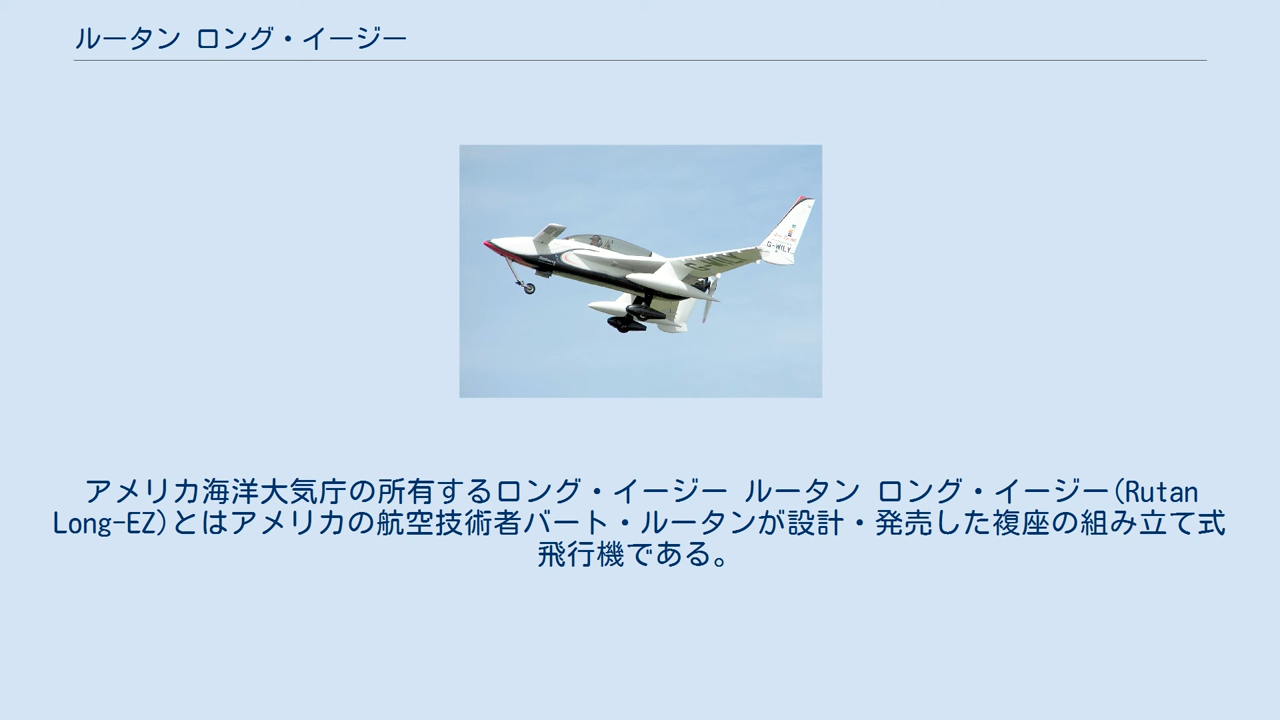 ルータン ロング・イージー
G-WILY
G-WILY
アメリカ海洋大気庁の所有するロング・イージー ルータン ロング・イージー(Rutan
Long-EZ)とはアメリカの航空技術者バート・ルータンが設計・発売した複座の組み立て式
飛行機である。